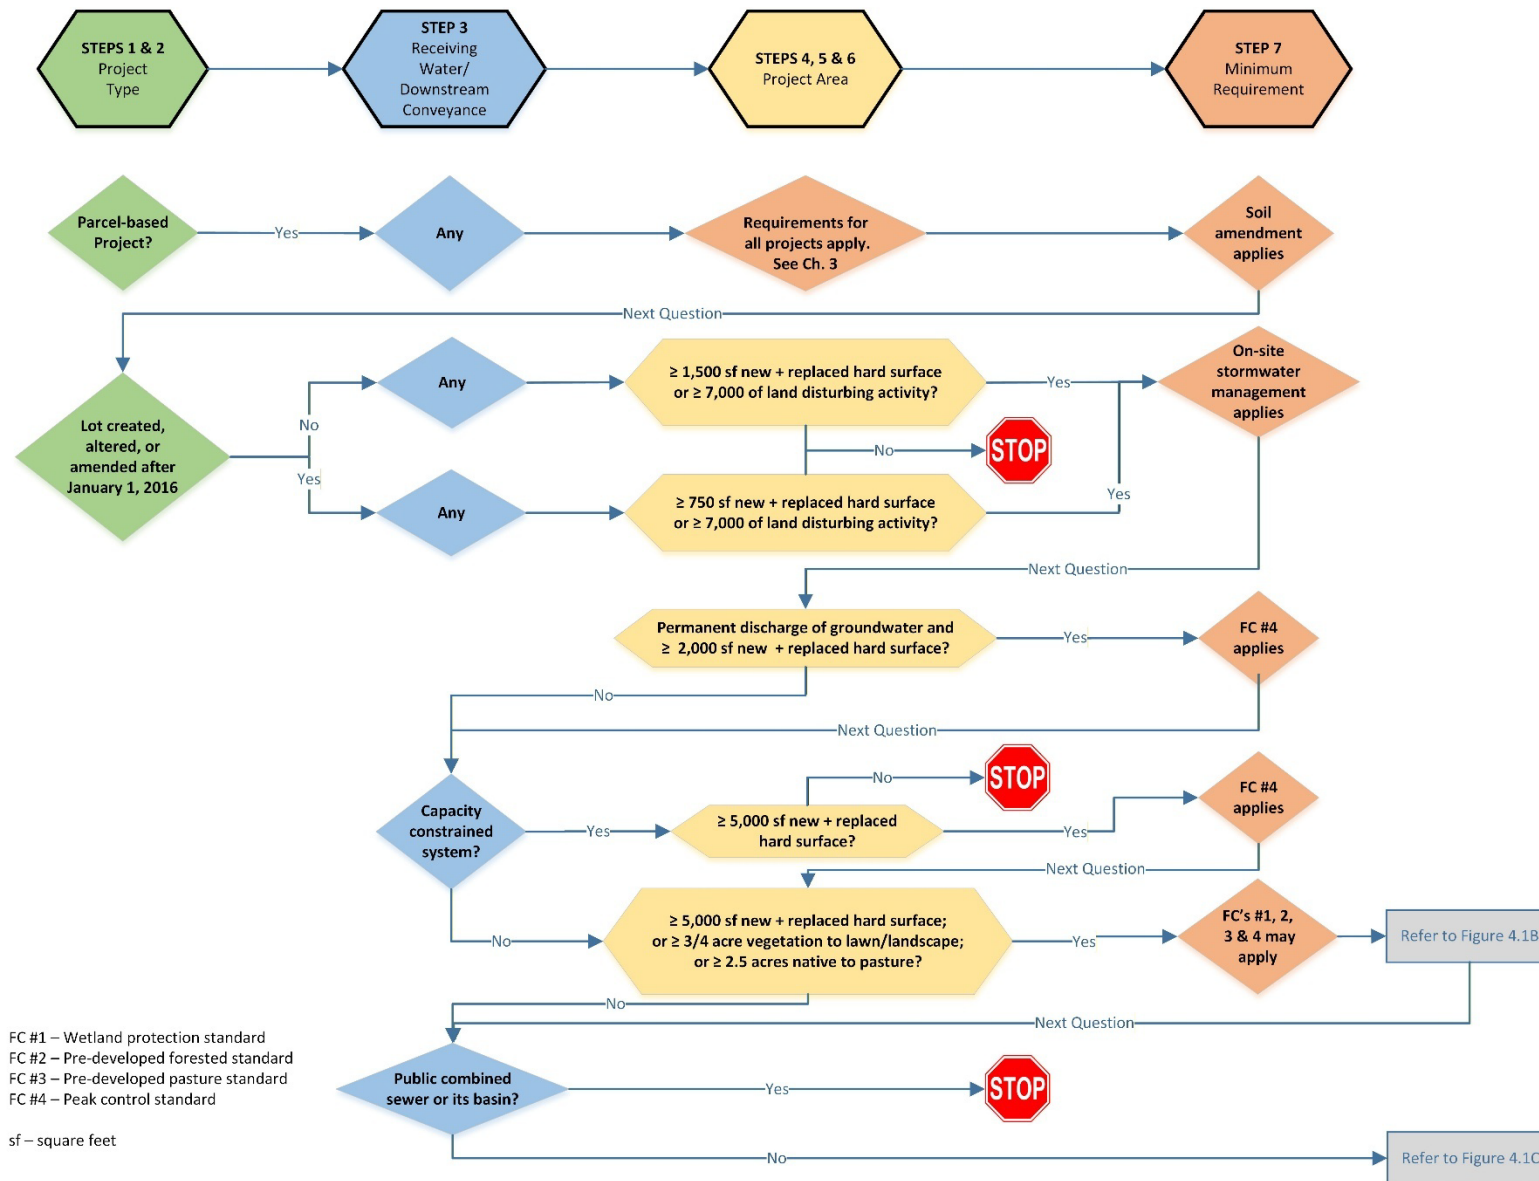 STEPS 1 & 2
Project
Type
STEP 3
Receiving
Water/
Downstream
Conveyance
STEPS 4, 5 & 6
Project Area
STEP 7
Minimum
Requirement
Parcel-based
Project?
Yes
Any
Requirements for
all projects apply.
See Ch. 3
Soil
amendment
applies
Next Question
Lot created,
altered, or
amended after
January 1, 2016
No
Yes
Any
≥ 1,500 sf new + replaced hard surface
or ≥ 7,000 of land disturbing activity?
Yes
On-site
stormwater
management
applies
No
STOP
Any
≥ 750 sf new + replaced hard surface
or ≥ 7,000 of land disturbing activity?
Yes
Next Question
Permanent discharge of groundwater and
≥ 2,000 sf new + replaced hard surface?
Yes
FC #4
applies
No
Next Question
Capacity
constrained
system?
Yes
≥ 5,000 sf new + replaced
hard surface?
No
STOP
Yes
FC #4
applies
Next Question
No
≥ 5,000 sf new + replaced hard surface;
or ≥ 3/4 acre vegetation to lawn/landscape;
or ≥ 2.5 acres native to pasture?
Yes
FC's #1, 2,
3 & 4 may
apply
Refer to Figure 4.1B
No
Next Question
Public combined
sewer or its basin?
Yes
STOP
No
Refer to Figure 4.1C
FC #1 – Wetland protection standard
FC #2 – Pre-developed forested standard
FC #3 – Pre-developed pasture standard
FC #4 – Peak control standard
sf – square feet